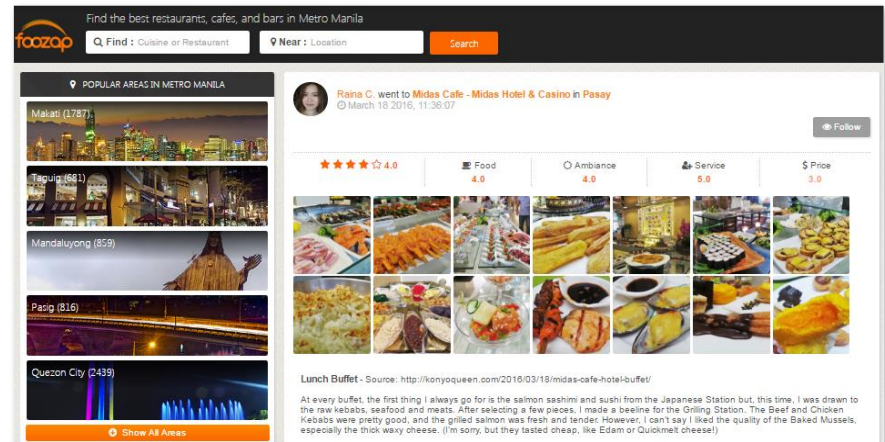 Find the best restaurants, cafes, and bars in Metro Manila
foozap
Find : Cuisine or Restaurant
Near : Location
Search
POPULAR AREAS IN METRO MANILA
Makati (1787)
Taguig (681)
Mandaluyong (859)
Pasig (816)
Quezon City (2439)
Show All Areas
Raina C. went to Midas Cafe - Midas Hotel & Casino in Pasay
March 18 2016, 11:36:07
Follow
4.0
Food
4.0
Ambiance
4.0
Service
5.0
$ Price
3.0
Lunch Buffet - Source: http://konyoqueen.com/2016/03/18/midas-cafe-hotel-buffet/
At every buffet, the first thing I always go for is the salmon sashimi and sushi from the Japanese Station but, this time, I was drawn to
the raw kebabs, seafood and meats. After selecting a few pieces, I made a beeline for the Grilling Station. The Beef and Chicken
Kebabs were pretty good, and the grilled salmon was fresh and tender. However, I can't say I liked the quality of the Baked Mussels,
especially the thick waxy cheese. (I'm sorry, but they tasted cheap, like Edam or Quickmelt cheese!)